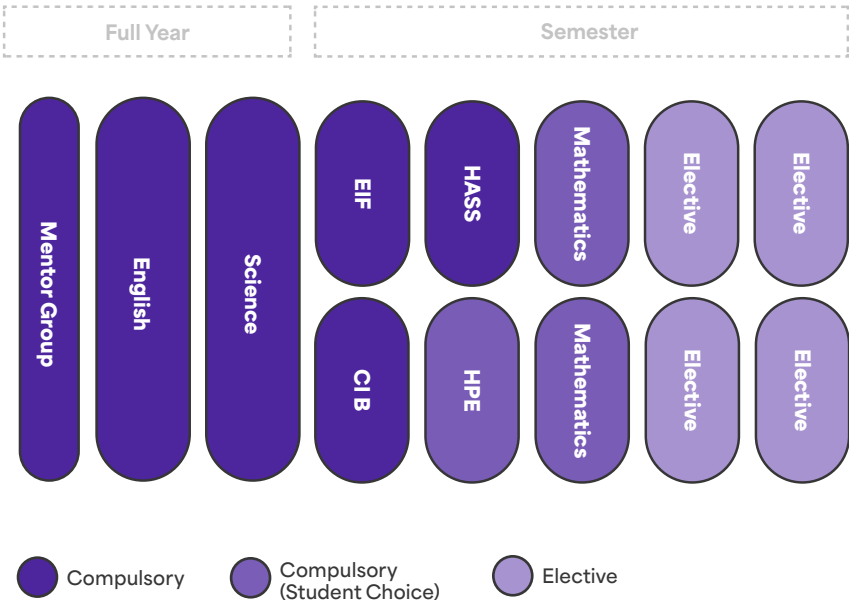 Full Year
Semester
Mentor Group
English
Science
EIF
HASS
Mathematics
Elective
Elective
CI B
HPE
Mathematics
Elective
Elective
Compulsory
Compulsory
(Student Choice)
Elective